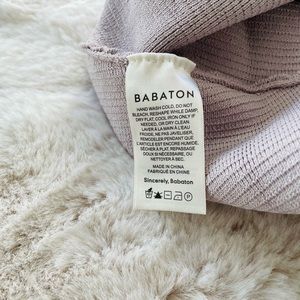 BABATON
HAND WASH COLD, DO NOT
BLEACH, RESHAPE WHILE DAMP,
DRY FLAT, COOL IRON ONLY IF
NEEDED, OR DRY CLEAN
LAVER À LA MAIN À L'EAU
FROIDE, NE PAS JAVELISER,
REMODELER PENDANT QUE
L'ARTICLE EST ENCORE HUMIDE,
SÉCHER À PLAT, REPASSAGE
DOUX SI NÉCESSAIRE, OU
NETTOYER À SEC.
MADE IN CHINA
FABRIQUÉ EN CHINE
Sincerely, Babaton